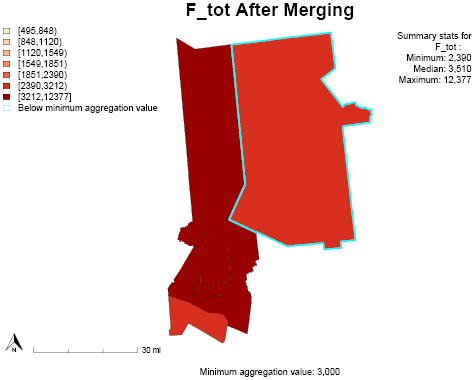 F_tot After Merging
[495,848)
[848,1120)
[1120,1549)
[1549,1851)
[1851,2390)
[2390,3212)
[3212,12377]
Below minimum aggregation value
Summary stats for
F_tot :
Minimum: 2,390
Median: 3,510
Maximum: 12,377
N
30 mi
Minimum aggregation value: 3,000